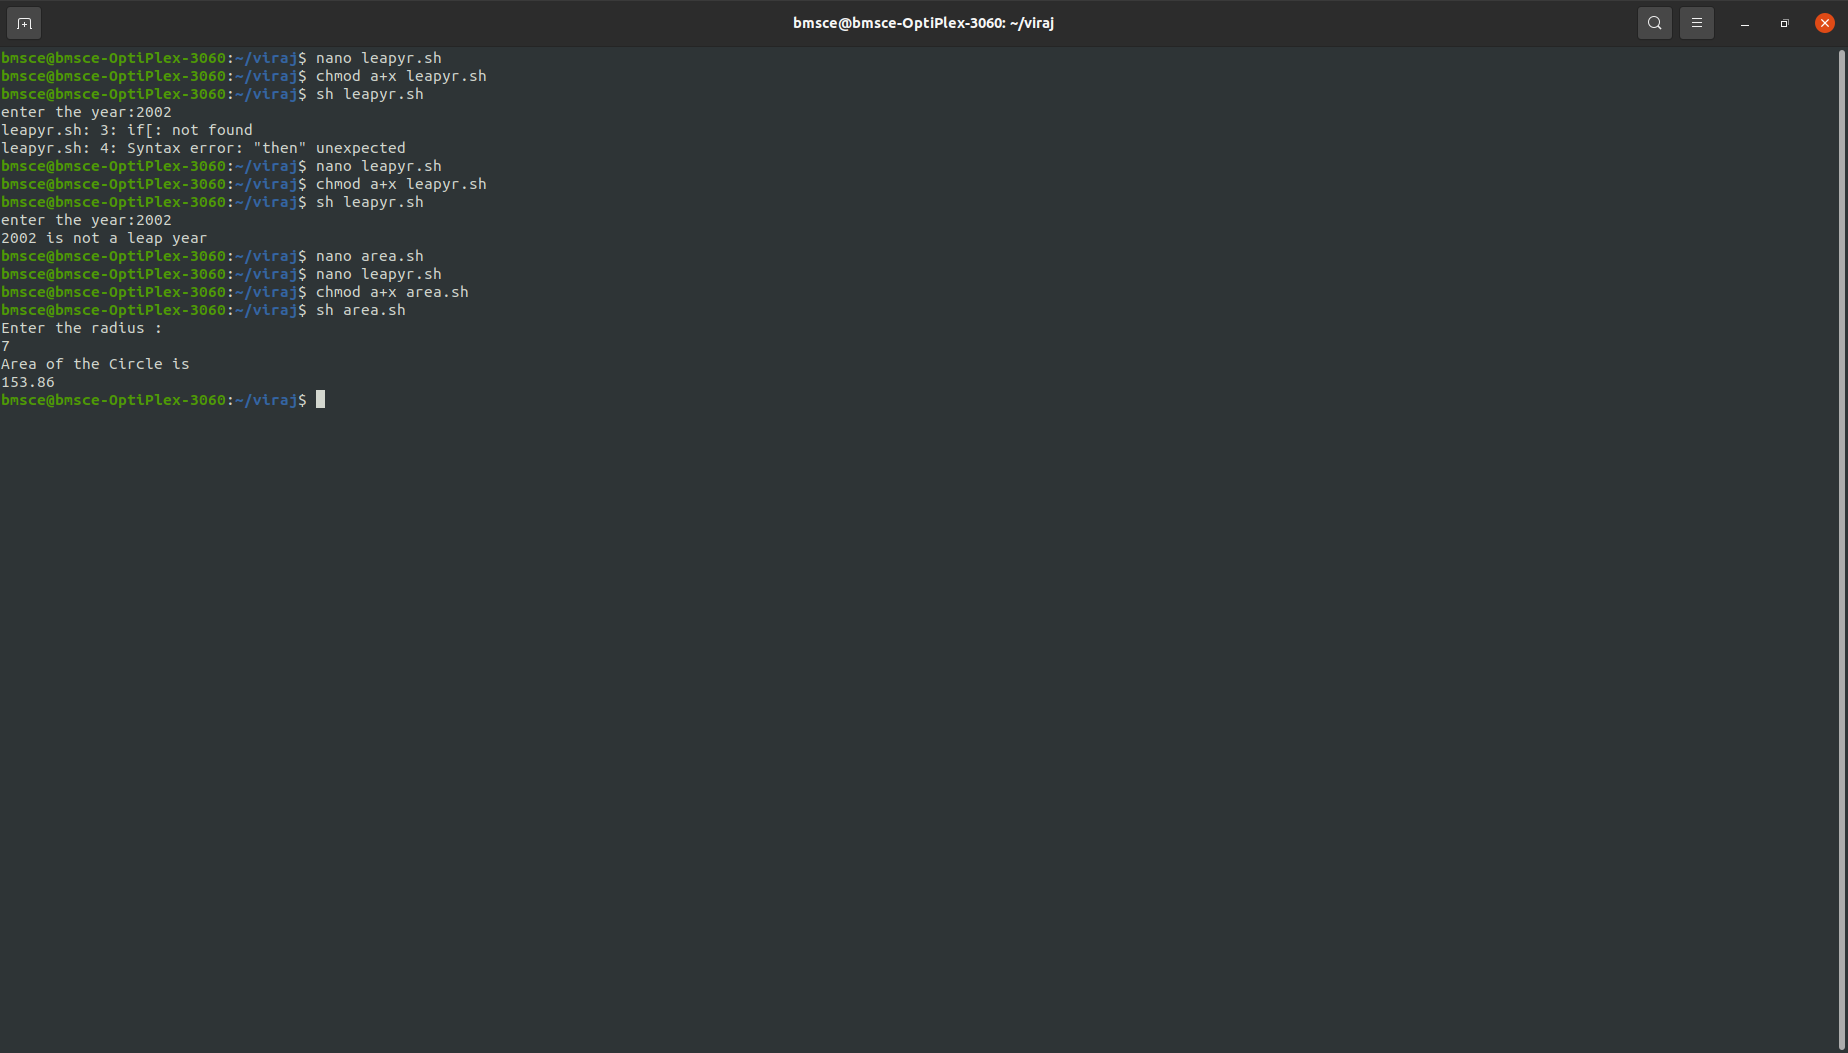 bmsce@bmsce-OptiPlex-3060: ~/viraj
bmsce@bmsce-OptiPlex-3060:~/viraj$ nano leapyr.sh
bmsce@bmsce-OptiPlex-3060:~/viraj$ chmod a+x leapyr.sh
bmsce@bmsce-OptiPlex-3060:~/viraj$ sh leapyr.sh
enter the year:2002
leapyr.sh: 3: if[: not found
leapyr.sh: 4: Syntax error: "then" unexpected
bmsce@bmsce-OptiPlex-3060:~/viraj$ nano leapyr.sh
bmsce@bmsce-OptiPlex-3060:~/viraj$ chmod a+x leapyr.sh
bmsce@bmsce-OptiPlex-3060:~/viraj$ sh leapyr.sh
enter the year:2002
2002 is not a leap year
bmsce@bmsce-OptiPlex-3060:~/viraj$ nano area.sh
bmsce@bmsce-OptiPlex-3060:~/viraj$ nano leapyr.sh
bmsce@bmsce-OptiPlex-3060:~/viraj$ chmod a+x area.sh
bmsce@bmsce-OptiPlex-3060:~/viraj$ sh area.sh
Enter the radius :
7
Area of the Circle is
153.86
bmsce@bmsce-OptiPlex-3060:~/viraj$